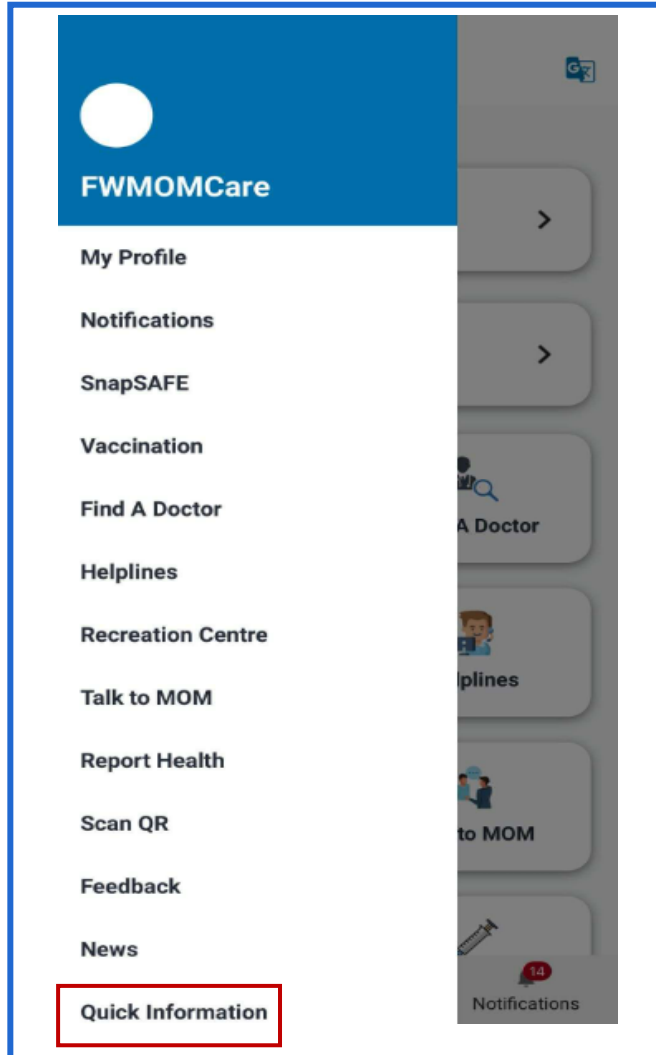 FWMOMCare
My Profile
Notifications
SnapSAFE
Vaccination
Find A Doctor
Helplines
Recreation Centre
Talk to MOM
Report Health
Scan QR
Feedback
News
Quick Information
G
A Doctor
lplines
to MOM
14
Notifications